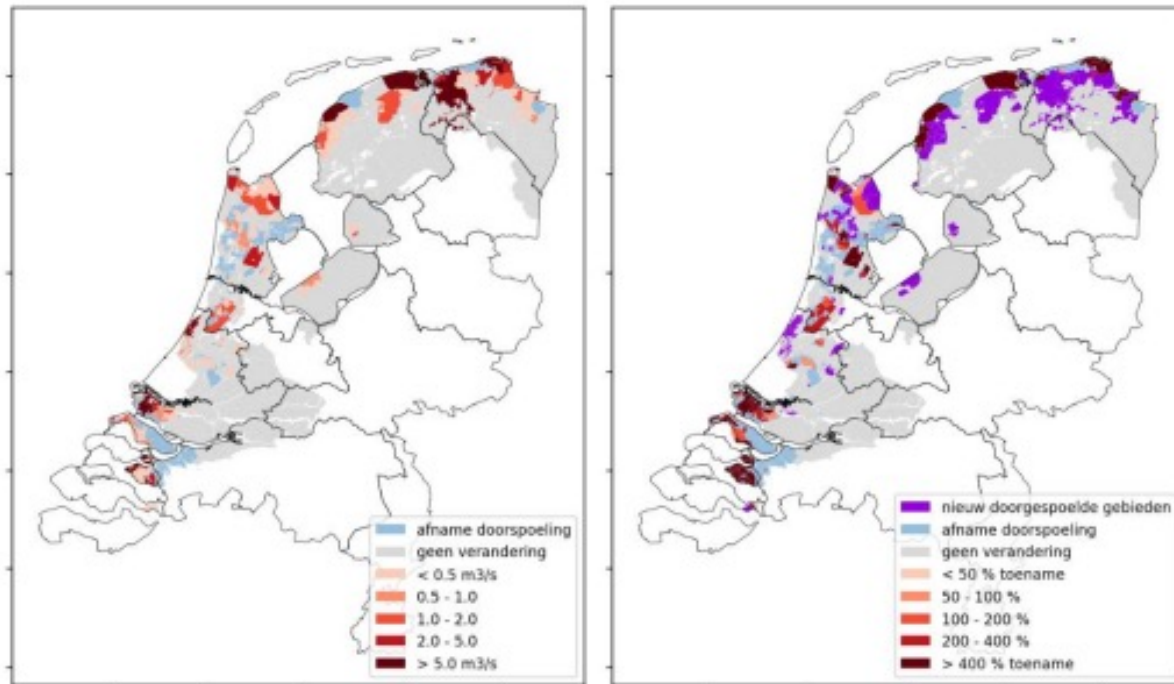 afname doorspoeling
geen verandering
< 0.5 m3/s
0.5 - 1.0
1.0 - 2.0
2.0 - 5.0
> 5.0 m3/s
nieuw doorgespoelde gebieden
afname doorspoeling
geen verandering
< 50 % toename
50 - 100 %
100 - 200 %
200 - 400 %
> 400 % toename